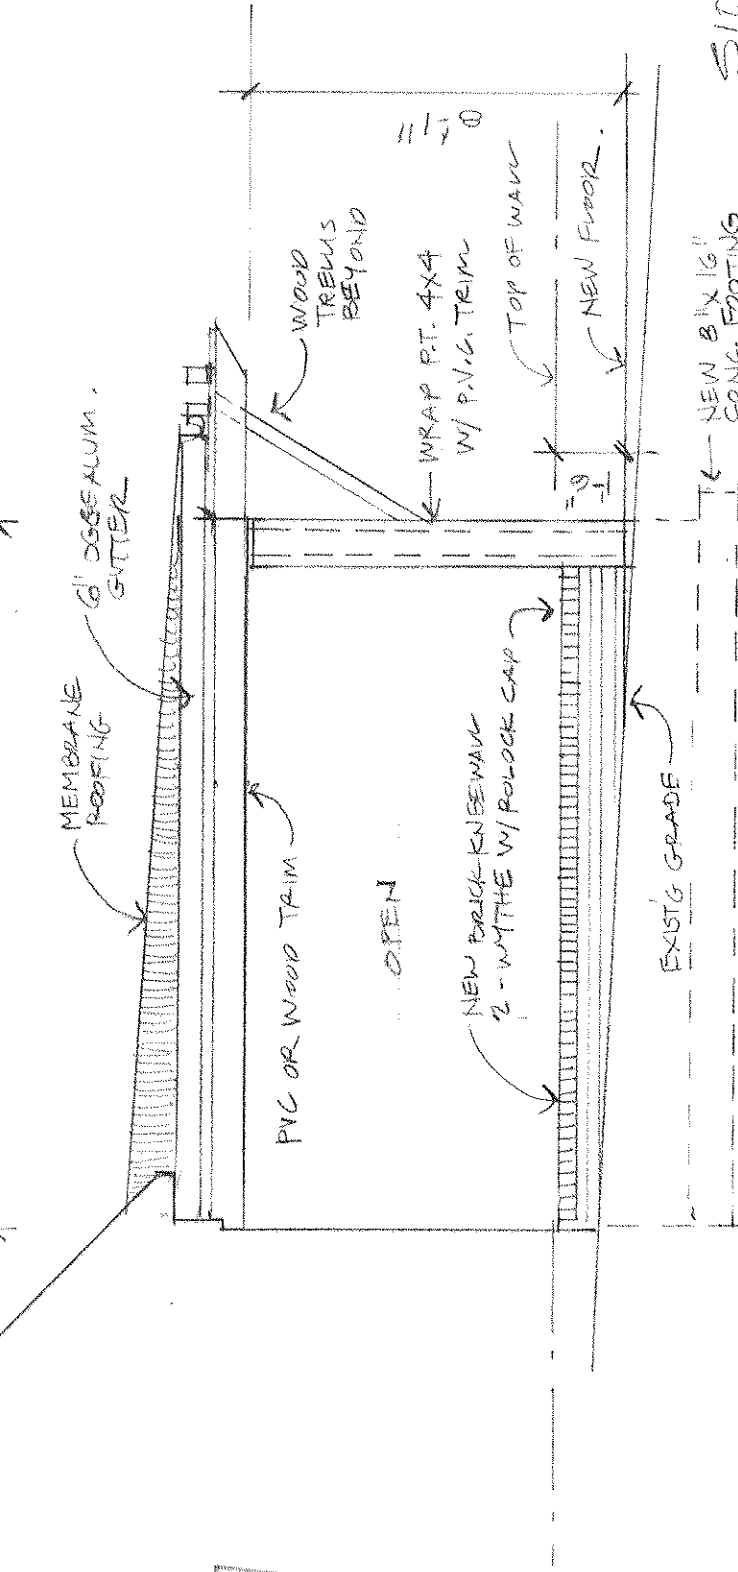 MEMBRANE
ROOFING
6" OGEE ALUM.
GUTTER
WOOD
TRELLIS
BEYOND
PVC OR WOOD TRIM
WRAP P.T. 4X4
W/ P.V.C. TRIM
OPEN
TOP OF WALL
NEW BRICK KNEEWALL
2-WYTHE W/ ROLOCK CAP
NEW FLOOR.
EXIST'G GRADE
NEW 8" X 16"
CONC. FOOTING